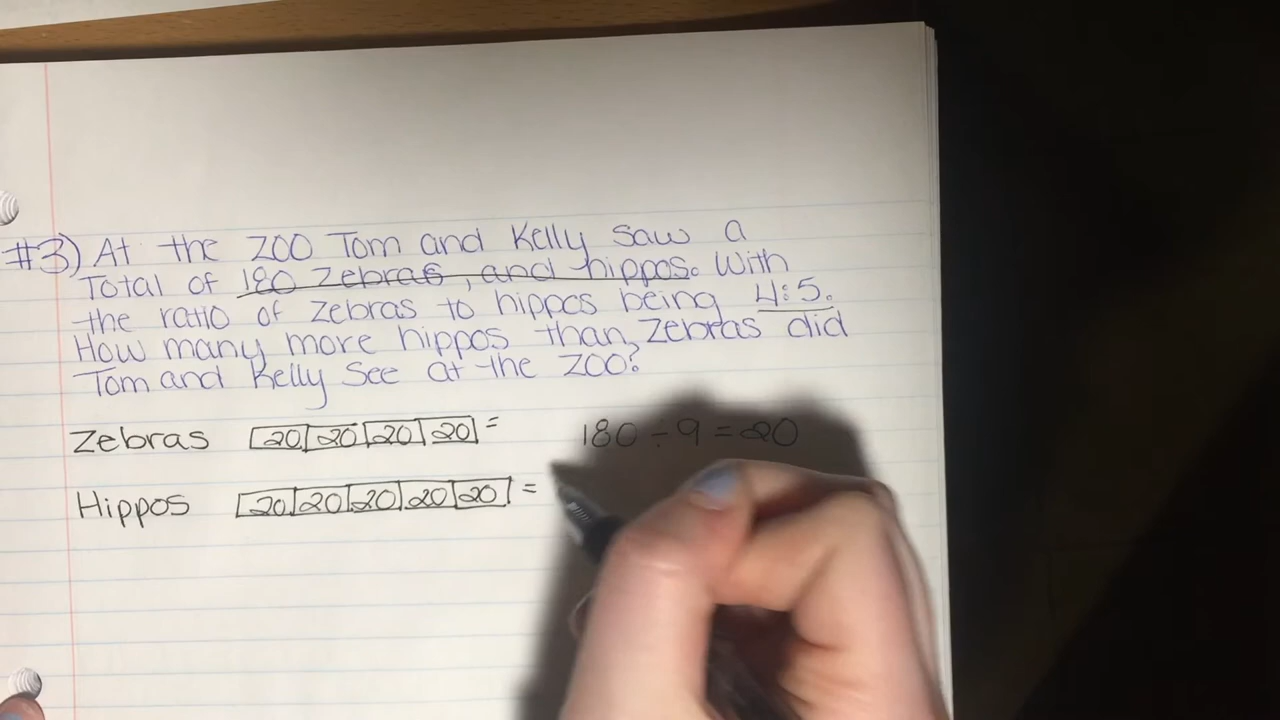 #3) At the zoo Tom and Kelly saw a
Total of 180 zebras, and hippos. With
the ratio of zebras to hippos being 4:5.
How many more hippos than zebras did
Tom and Kelly See at the zoo?
Zebras 20 20 20 20 = 180 ÷ 9 = 20
Hippos 20 20 20 20 20 =